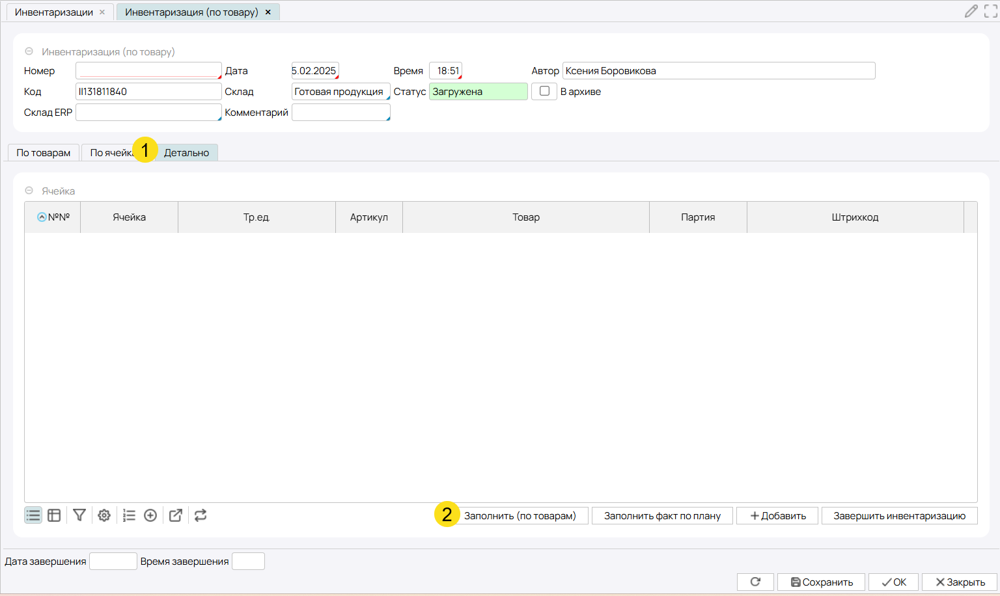 Инвентаризации × Инвентаризация (по товару) ×
Инвентаризация (по товару)
Номер Дата 5.02.2025 Время 18:51 Автор Ксения Боровикова
Код II131811840 Склад Готовая продукция Статус Загружена В архиве
Склад ERP Комментарий
По товарам По ячейка 1 Детально
Ячейка
№№ Ячейка Тр.ед. Артикул Товар Партия Штрихкод
2 Заполнить (по товарам) Заполнить факт по плану + Добавить Завершить инвентаризацию
Дата завершения Время завершения
Сохранить OK Закрыть